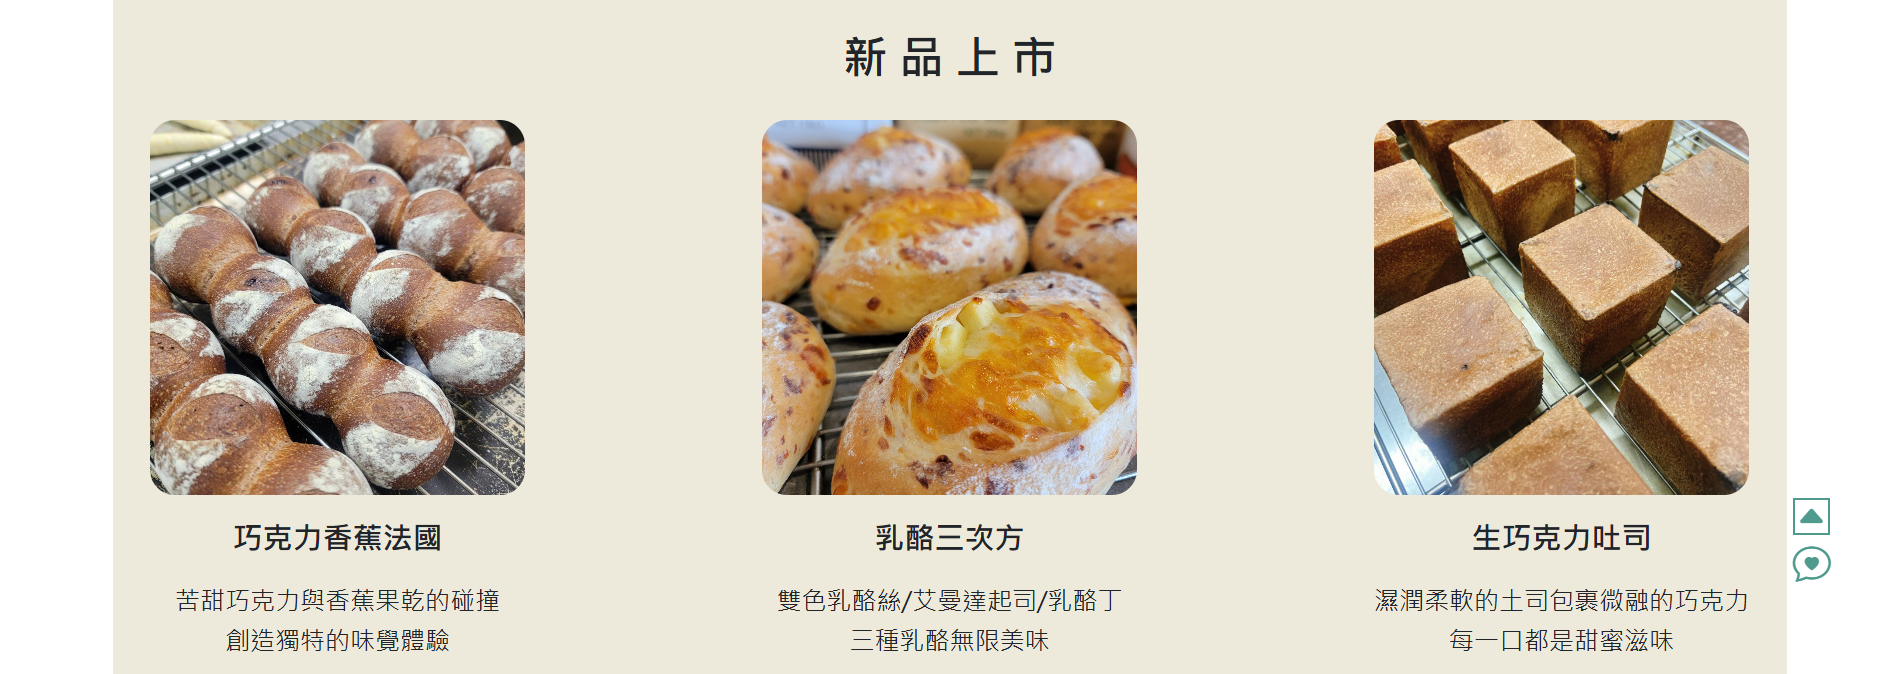 新品上市
巧克力香蕉法國
苦甜巧克力與香蕉果乾的碰撞
創造獨特的味覺體驗
乳酪三次方
雙色乳酪絲/艾曼達起司/乳酪丁
三種乳酪無限美味
生巧克力吐司
濕潤柔軟的土司包裹微融的巧克力
每一口都是甜蜜滋味